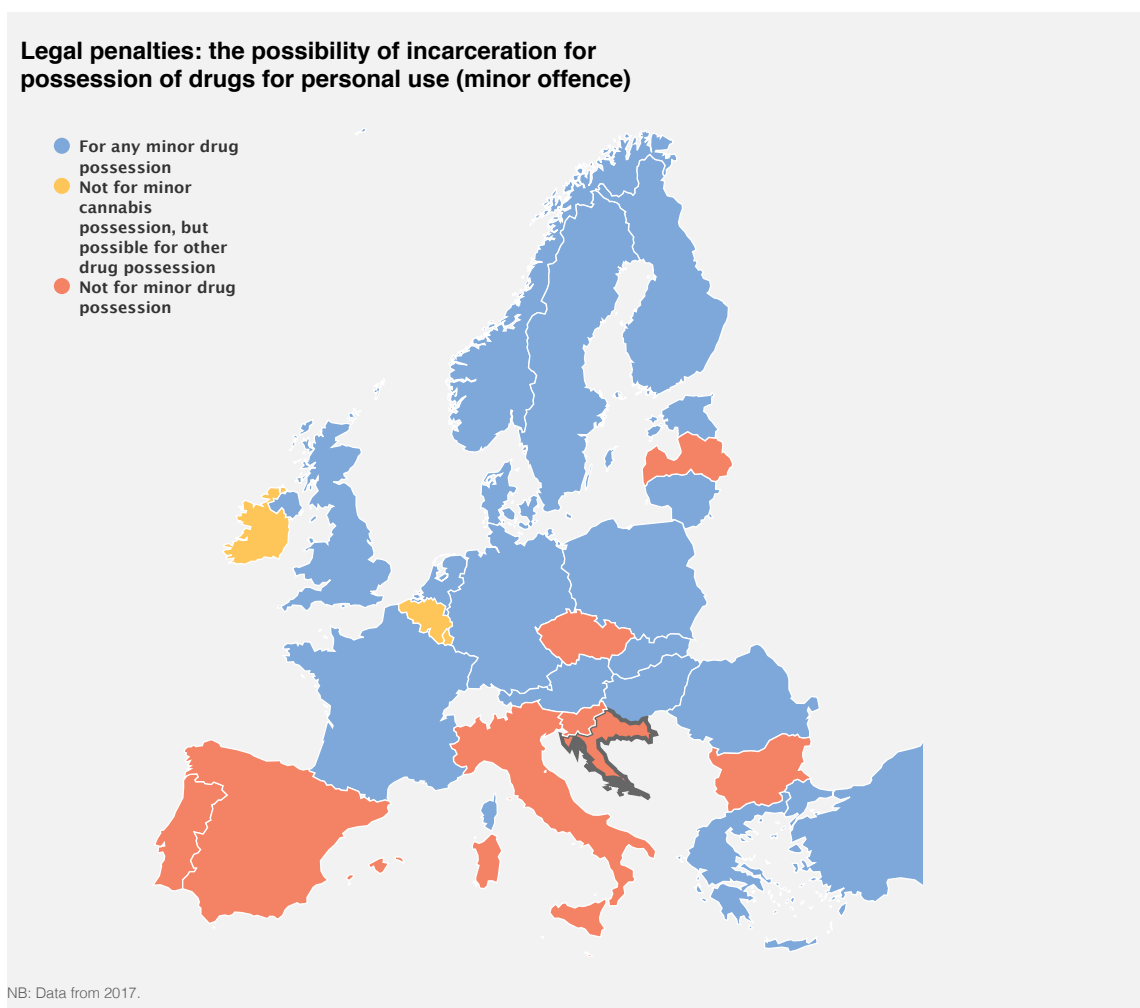 Legal penalties: the possibility of incarceration for
possession of drugs for personal use (minor offence)
For any minor drug
possession
Not for minor
cannabis
possession, but
possible for other
drug possession
Not for minor drug
possession
NB: Data from 2017.